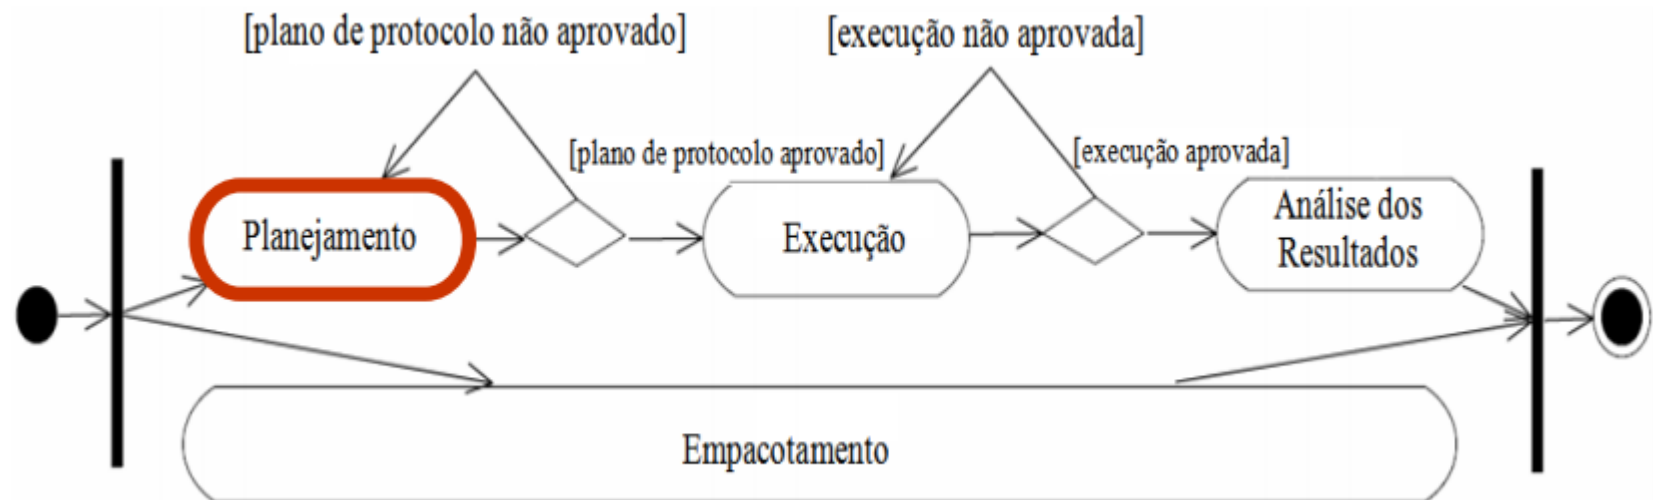 [plano de protocolo não aprovado]
[execução não aprovada]
[plano de protocolo aprovado]
[execução aprovada]
Planejamento
Execução
Análise dos
Resultados
Empacotamento